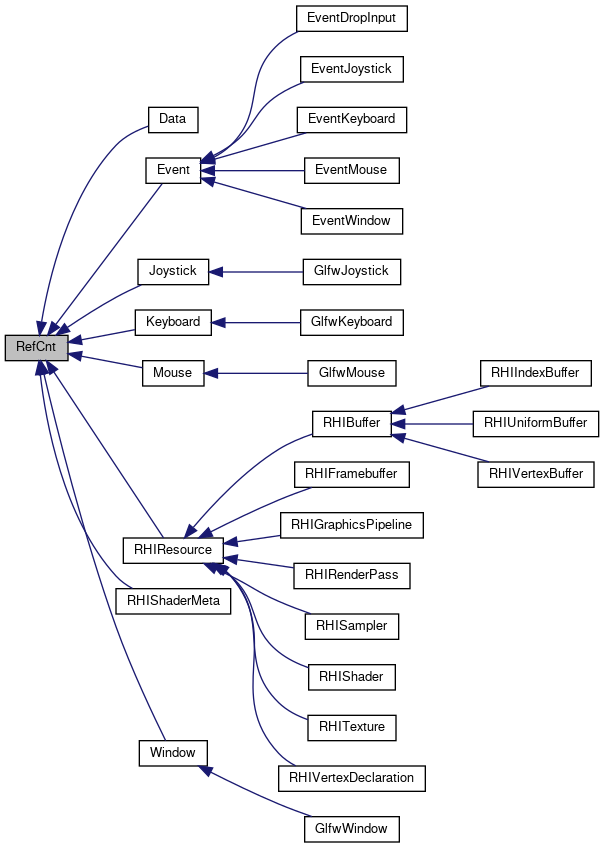 EventDropInput
EventJoystick
Data
EventKeyboard
Event
EventMouse
EventWindow
Joystick
GlfwJoystick
Keyboard
GlfwKeyboard
RefCnt
Mouse
GlfwMouse
RHIIndexBuffer
RHIBuffer
RHIUniformBuffer
RHIFramebuffer
RHIVertexBuffer
RHIGraphicsPipeline
RHIResource
RHIRenderPass
RHIShaderMeta
RHISampler
RHIShader
RHITexture
Window
RHIVertexDeclaration
GlfwWindow